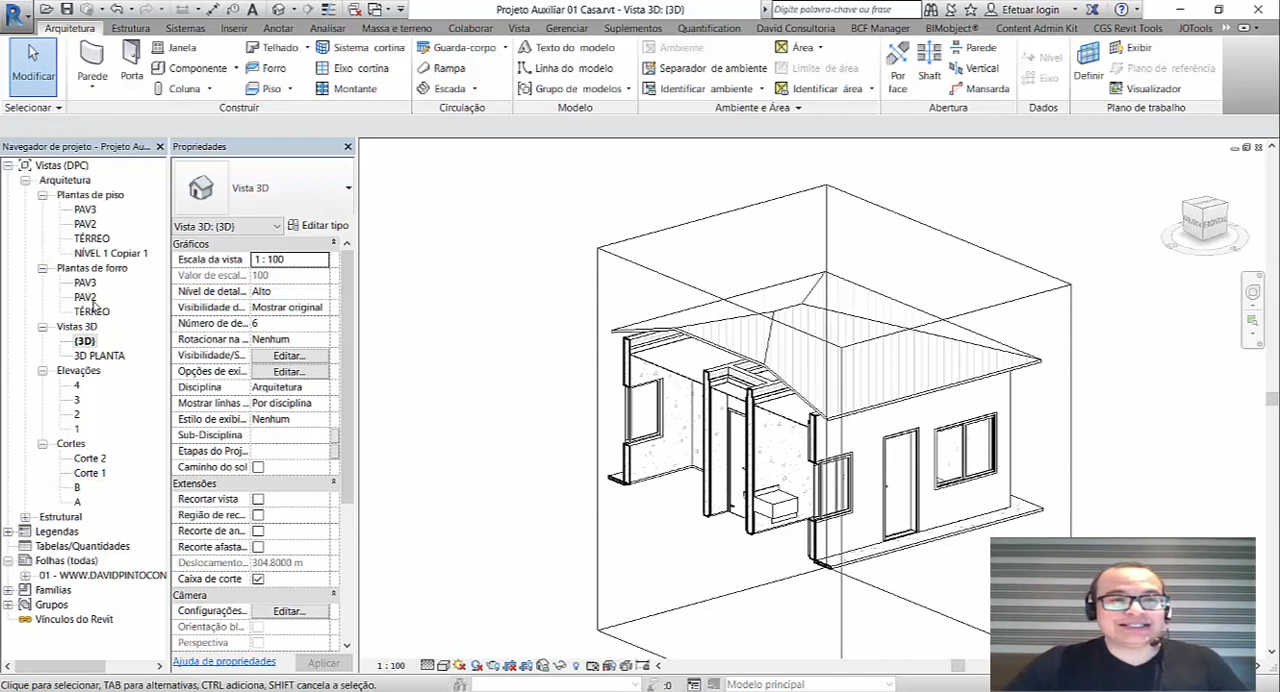 Projeto Auxiliar 01 Casa.rvt - Vista 3D: {3D}
Digite palavra-chave ou frase
Efetuar login
Arquitetura Estrutura Sistemas Inserir Anotar Analisar Massa e terreno Colaborar Vista Gerenciar Suplementos Quantification David Consultoria BCF Manager BIMobject® Content Admin Kit CGS Revit Tools JOTools
Modificar
Parede
Porta
Janela
Componente
Coluna
Telhado
Forro
Piso
Sistema cortina
Eixo cortina
Montante
Guarda-corpo
Rampa
Escada
Texto do modelo
Linha do modelo
Grupo de modelos
Ambiente
Separador de ambiente
Identificar ambiente
Área
Limite de área
Identificar área
Por face
Shaft
Parede
Vertical
Mansarda
Nível
Eixo
Definir
Exibir
Plano de referência
Visualizador
Selecionar
Construir
Circulação
Modelo
Ambiente e Área
Abertura
Dados
Plano de trabalho
Navegador de projeto - Projeto Au...
Vistas (DPC)
Arquitetura
Plantas de piso
PAV3
PAV2
TÉRREO
NÍVEL 1 Copiar 1
Plantas de forro
PAV3
PAV2
TÉRREO
Vistas 3D
{3D}
3D PLANTA
Elevações
4
3
2
1
Cortes
Corte 2
Corte 1
B
A
Estrutural
Legendas
Tabelas/Quantidades
Folhas (todas)
01 - WWW.DAVIDPINTOCON
Famílias
Grupos
Vínculos do Revit
Propriedades
Vista 3D
Vista 3D: {3D}
Editar tipo
Gráficos
Escala da vista 1 : 100
Valor de escal... 100
Nível de detal... Alto
Visibilidade d... Mostrar original
Número de de... 6
Rotacionar na ... Nenhum
Visibilidade/S... Editar...
Opções de exi... Editar...
Disciplina Arquitetura
Mostrar linhas ... Por disciplina
Estilo de exibi... Nenhum
Sub-Disciplina
Etapas do Proj...
Caminho do sol
Extensões
Recortar vista
Região de rec...
Recorte de an...
Recorte afasta...
Deslocamento... 304.8000 m
Caixa de corte
Câmera
Configurações... Editar...
Orientação bl...
Perspectiva
Ajuda de propriedades
Aplicar
FRONTAL
1 : 100
Clique para selecionar, TAB para alternativas, CTRL adiciona, SHIFT cancela a seleção.
:0
Modelo principal